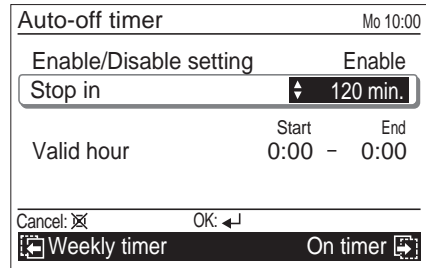 Auto-off timer Mo 10:00
Enable/Disable setting Enable
Stop in 120 min.
Start End
Valid hour 0:00 – 0:00
Cancel: OK:
Weekly timer On timer